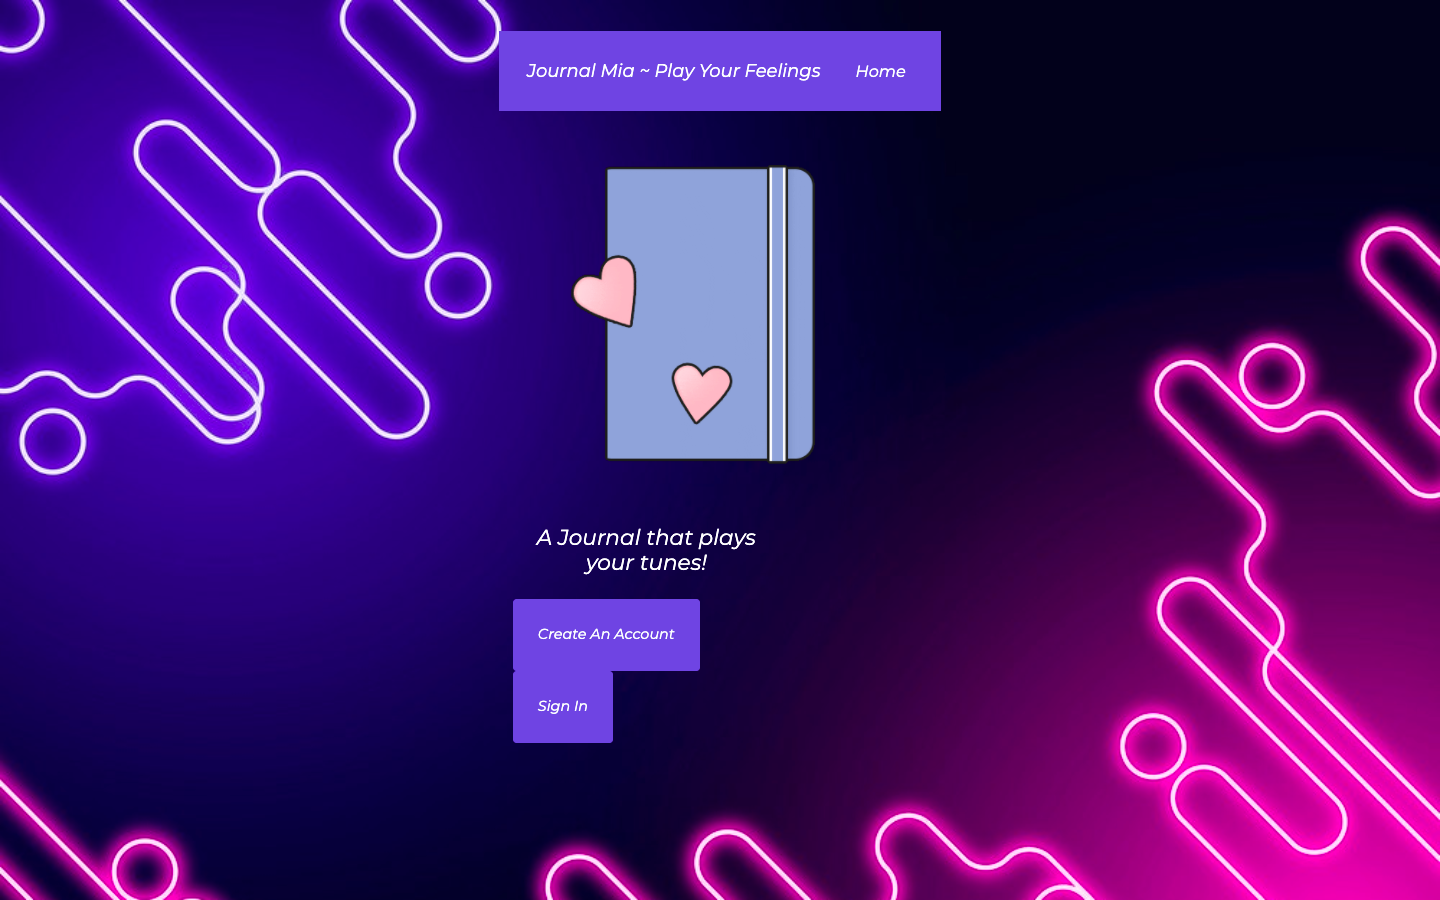 Journal Mia ~ Play Your Feelings Home
A Journal that plays
your tunes!
Create An Account
Sign In